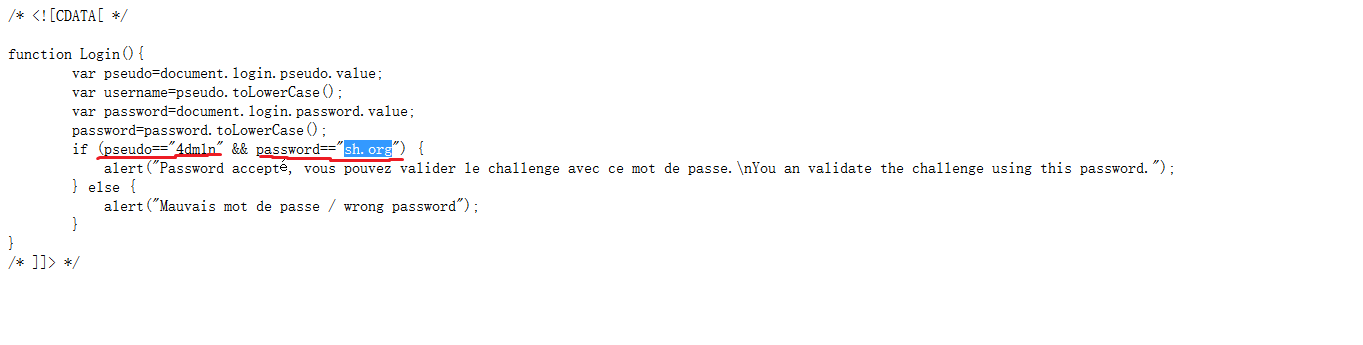 /* <![CDATA[ */
function Login(){
var pseudo=document.login.pseudo.value;
var username=pseudo.toLowerCase();
var password=document.login.password.value;
password=password.toLowerCase();
if (pseudo=="4dm1n" && password=="sh.org") {
alert("Password accepté, vous pouvez valider le challenge avec ce mot de passe.\nYou an validate the challenge using this password.");
} else {
alert("Mauvais mot de passe / wrong password");
}
}
/* ]]> */